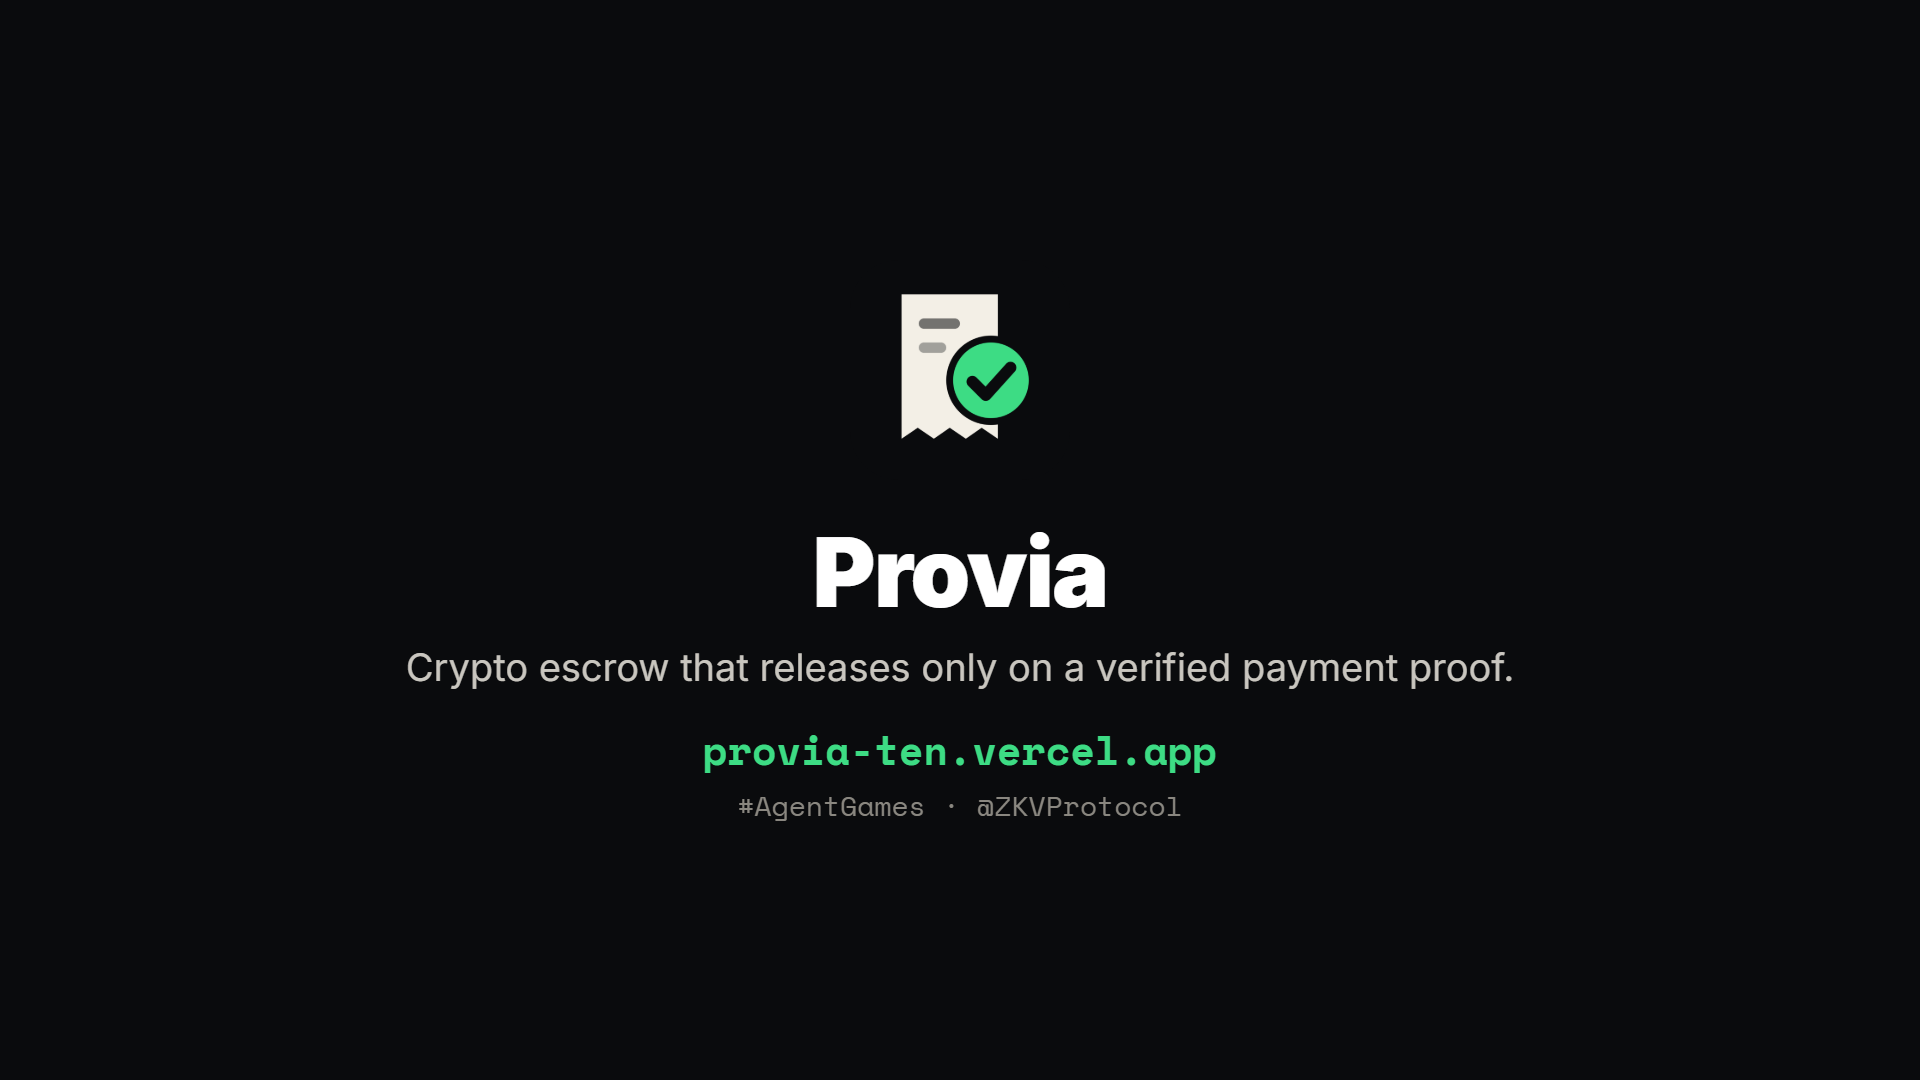 Provia
Crypto escrow that releases only on a verified payment proof.
provia-ten.vercel.app
#AgentGames · @ZKVProtocol